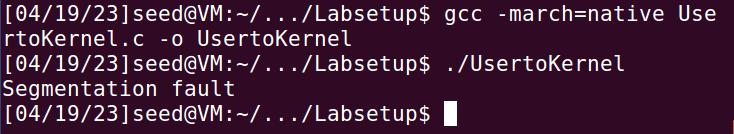 [04/19/23]seed@VM:~/.../Labsetup$ gcc -march=native Use
rtoKernel.c -o UsertoKernel
[04/19/23]seed@VM:~/.../Labsetup$ ./UsertoKernel
Segmentation fault
[04/19/23]seed@VM:~/.../Labsetup$